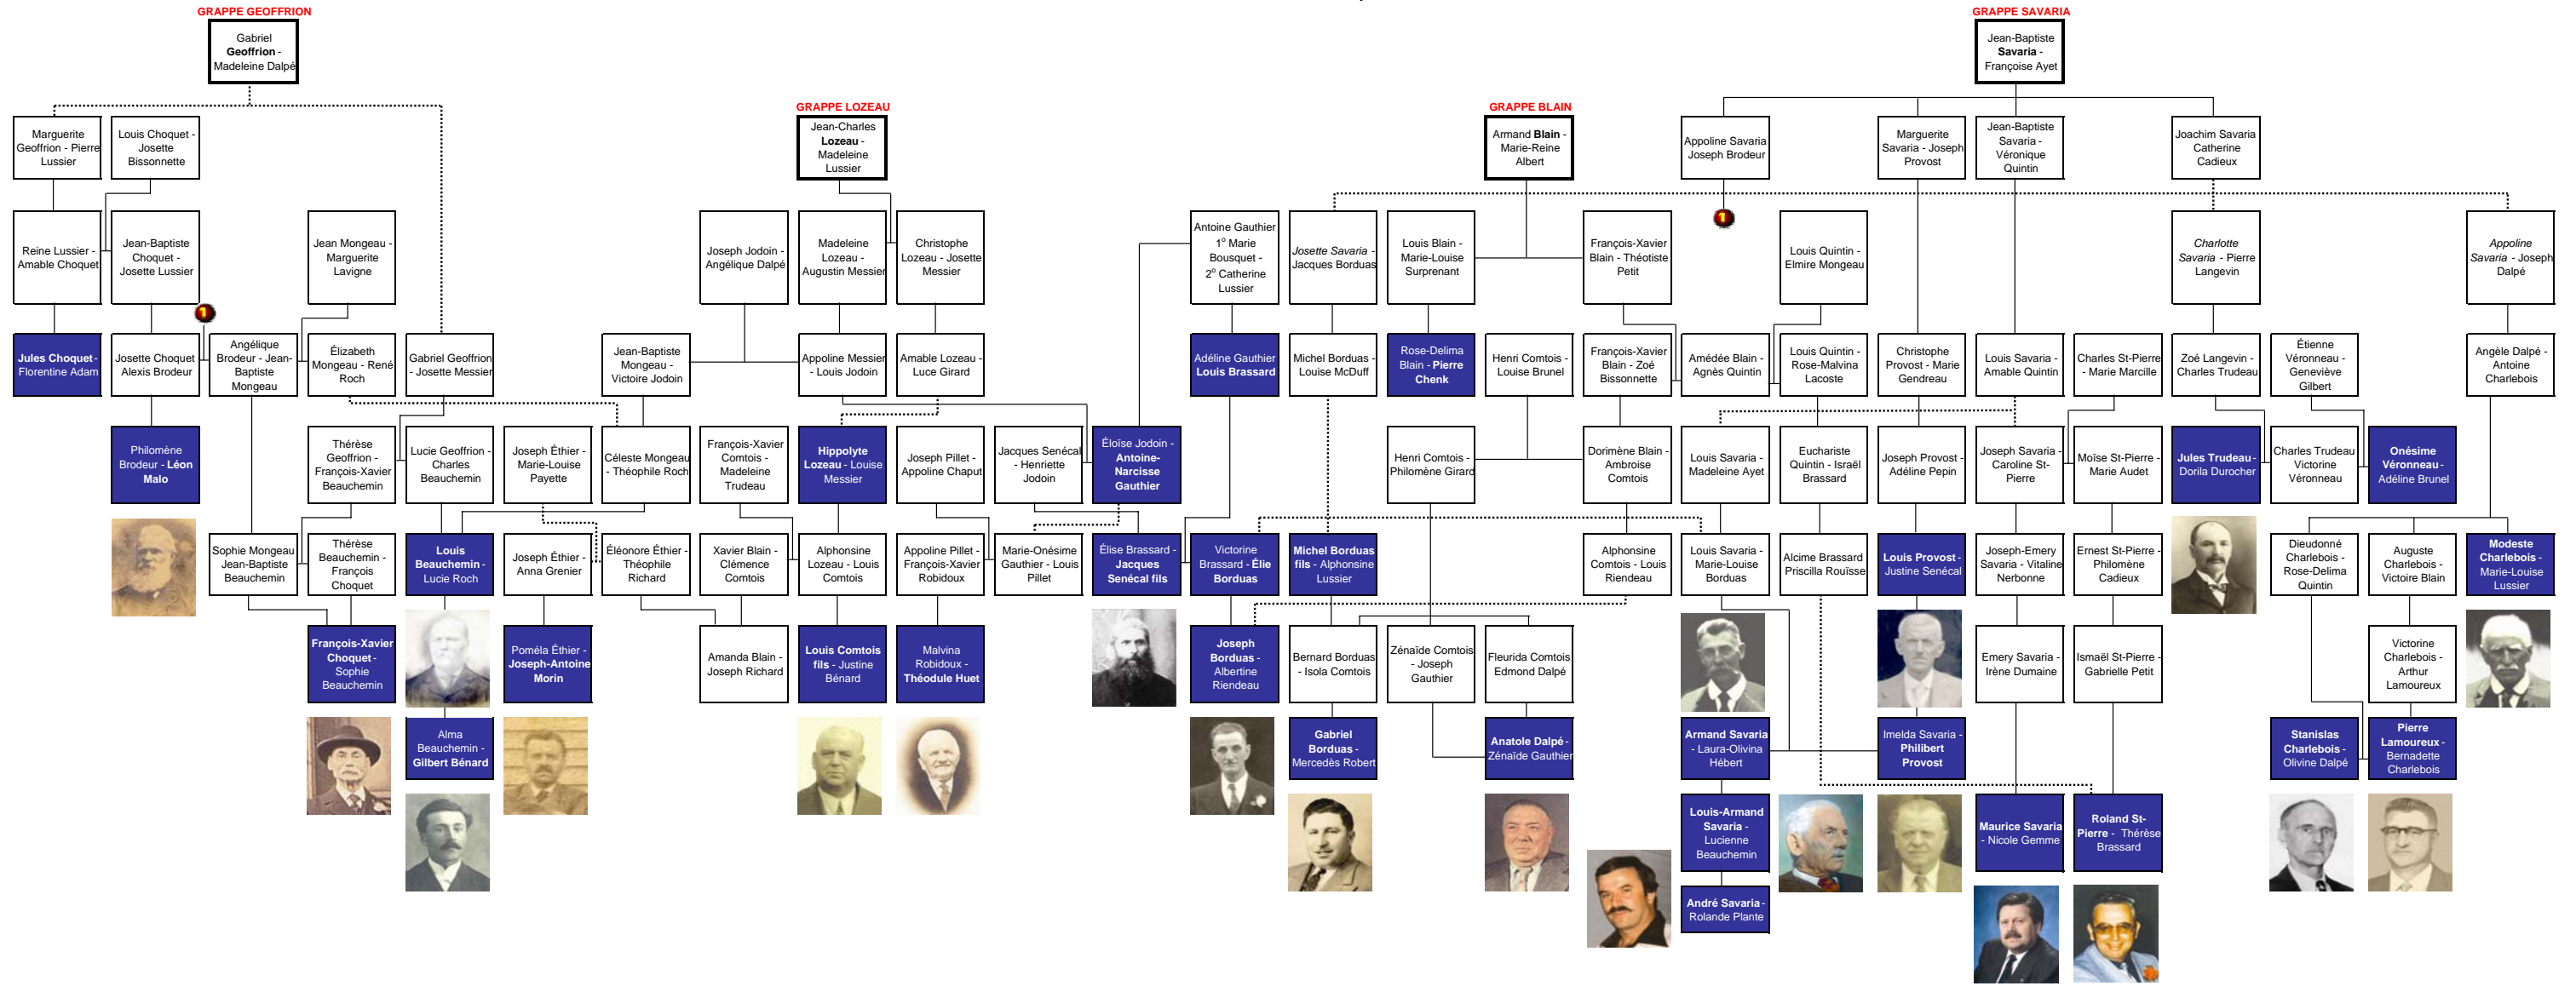 GRAPPE GEOFFRION
GRAPPE SAVARIA
Gabriel
Geoffrion -
Madeleine Dalpé
Jean-Baptiste
Savaria -
Françoise Ayet
GRAPPE LOZEAU
GRAPPE BLAIN
Marguerite
Geoffrion - Pierre
Lussier
Louis Choquet -
Josette
Bissonnette
Jean-Charles
Lozeau -
Madeleine
Lussier
Armand Blain -
Marie-Reine
Albert
Appoline Savaria
Joseph Brodeur
Marguerite
Savaria - Joseph
Provost
Jean-Baptiste
Savaria -
Véronique
Quintin
Joachim Savaria
Catherine
Cadieux
Reine Lussier -
Amable Choquet
Jean-Baptiste
Choquet -
Josette Lussier
Jean Mongeau -
Marguerite
Lavigne
Joseph Jodoin -
Angélique Dalpé
Madeleine
Lozeau -
Augustin Messier
Christophe
Lozeau - Josette
Messier
Antoine Gauthier
1o Marie
Bousquet -
2o Catherine
Lussier
Josette Savaria -
Jacques Borduas
Louis Blain -
Marie-Louise
Surprenant
François-Xavier
Blain - Théotiste
Petit
1
Louis Quintin -
Elmire Mongeau
Charlotte
Savaria - Pierre
Langevin
Appoline
Savaria - Joseph
Dalpé
1
Jules Choquet -
Florentine Adam
Josette Choquet
Alexis Brodeur
Angélique
Brodeur - Jean-
Baptiste
Mongeau
Élizabeth
Mongeau - René
Roch
Gabriel Geoffrion
- Josette Messier
Jean-Baptiste
Mongeau -
Victoire Jodoin
Appoline Messier
- Louis Jodoin
Amable Lozeau -
Luce Girard
Adéline Gauthier
Louis Brassard
Michel Borduas -
Louise McDuff
Rose-Delima
Blain - Pierre
Chenk
Henri Comtois -
Louise Brunel
François-Xavier
Blain - Zoé
Bissonnette
Amédée Blain -
Agnès Quintin
Louis Quintin -
Rose-Malvina
Lacoste
Christophe
Provost - Marie
Gendreau
Louis Savaria -
Amable Quintin
Charles St-Pierre
- Marie Marcille
Zoé Langevin -
Charles Trudeau
Étienne
Véronneau -
Geneviève
Gilbert
Angèle Dalpé -
Antoine
Charlebois
Philomène
Brodeur - Léon
Malo
Thérèse
Geoffrion -
François-Xavier
Beauchemin
Lucie Geoffrion -
Charles
Beauchemin
Joseph Éthier -
Marie-Louise
Payette
Céleste Mongeau
- Théophile Roch
François-Xavier
Comtois -
Madeleine
Trudeau
Hippolyte
Lozeau - Louise
Messier
Joseph Pillet -
Appoline Chaput
Jacques Senécal
- Henriette
Jodoin
Éloïse Jodoin -
Antoine-
Narcisse
Gauthier
Henri Comtois -
Philomène Girard
Dorimène Blain -
Ambroise
Comtois
Louis Savaria -
Madeleine Ayet
Euchariste
Quintin - Israël
Brassard
Joseph Provost -
Adéline Pepin
Joseph Savaria -
Caroline St-
Pierre
Moïse St-Pierre -
Marie Audet
Jules Trudeau -
Dorila Durocher
Charles Trudeau
Victorine
Véronneau
Onésime
Véronneau -
Adéline Brunel
Sophie Mongeau
Jean-Baptiste
Beauchemin
Thérèse
Beauchemin -
François
Choquet
Louis
Beauchemin -
Lucie Roch
Joseph Éthier -
Anna Grenier
Éléonore Éthier -
Théophile
Richard
Xavier Blain -
Clémence
Comtois
Alphonsine
Lozeau - Louis
Comtois
Appoline Pillet -
François-Xavier
Robidoux
Marie-Onésime
Gauthier - Louis
Pillet
Élise Brassard -
Jacques
Senécal fils
Victorine
Brassard - Élie
Borduas
Michel Borduas
fils - Alphonsine
Lussier
Alphonsine
Comtois - Louis
Riendeau
Louis Savaria -
Marie-Louise
Borduas
Alcime Brassard
Priscilla Rouïsse
Louis Provost -
Justine Senécal
Joseph-Emery
Savaria - Vitaline
Nerbonne
Ernest St-Pierre -
Philomène
Cadieux
Dieudonné
Charlebois -
Rose-Delima
Quintin
Auguste
Charlebois -
Victoire Blain
Modeste
Charlebois -
Marie-Louise
Lussier
François-Xavier
Choquet -
Sophie
Beauchemin
Poméla Éthier -
Joseph-Antoine
Morin
Amanda Blain -
Joseph Richard
Louis Comtois
fils - Justine
Bénard
Malvina
Robidoux -
Théodule Huet
Joseph
Borduas -
Albertine
Riendeau
Bernard Borduas
- Isola Comtois
Zénaïde Comtois
- Joseph
Gauthier
Fleurida Comtois
Edmond Dalpé
Emery Savaria -
Irène Dumaine
Ismaël St-Pierre -
Gabrielle Petit
Victorine
Charlebois -
Arthur
Lamoureux
Alma
Beauchemin -
Gilbert Bénard
Gabriel
Borduas -
Mercedès Robert
Anatole Dalpé -
Zénaïde Gauthier
Armand Savaria
- Laura-Olivina
Hébert
Imelda Savaria -
Philibert
Provost
Stanislas
Charlebois -
Olivine Dalpé
Pierre
Lamoureux -
Bernadette
Charlebois
Louis-Armand
Savaria -
Lucienne
Beauchemin
Maurice Savaria
- Nicole Gemme
Roland St-
Pierre - Thérèse
Brassard
André Savaria -
Rolande Plante